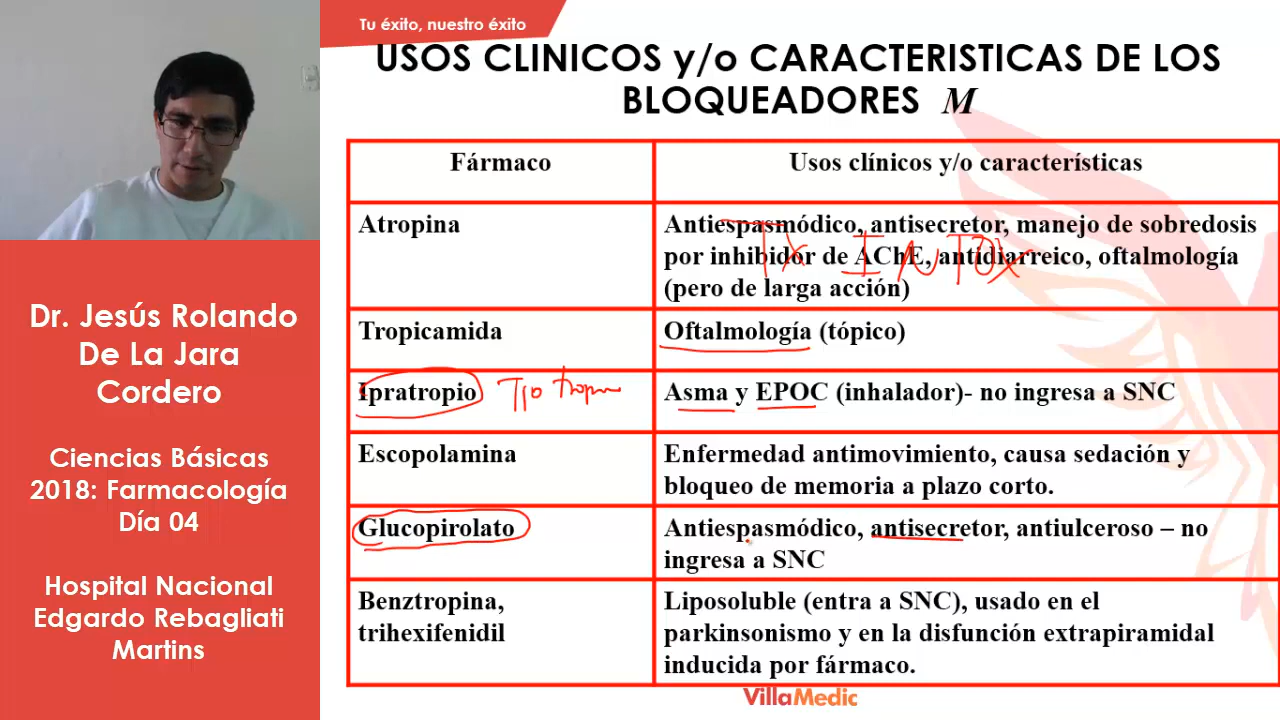 Tu éxito, nuestro éxito
USOS CLINICOS y/o CARACTERISTICAS DE LOS
BLOQUEADORES M
Dr. Jesús Rolando
De La Jara
Cordero
Ciencias Básicas
2018: Farmacología
Día 04
Hospital Nacional
Edgardo Rebagliati
Martins
Fármaco
Usos clínicos y/o características
Atropina
Antiespasmódico, antisecretor, manejo de sobredosis
por inhibidor de AChE, antidiarreico, oftalmología
(pero de larga acción)
Tx INTOX
Tropicamida
Oftalmología (tópico)
Ipratropio
Tio tropio
Asma y EPOC (inhalador)- no ingresa a SNC
Escopolamina
Enfermedad antimovimiento, causa sedación y
bloqueo de memoria a plazo corto.
Glucopirolato
Antiespasmódico, antisecretor, antiulceroso – no
ingresa a SNC
Benztropina,
trihexifenidil
Liposoluble (entra a SNC), usado en el
parkinsonismo y en la disfunción extrapiramidal
inducida por fármaco.
VillaMedic